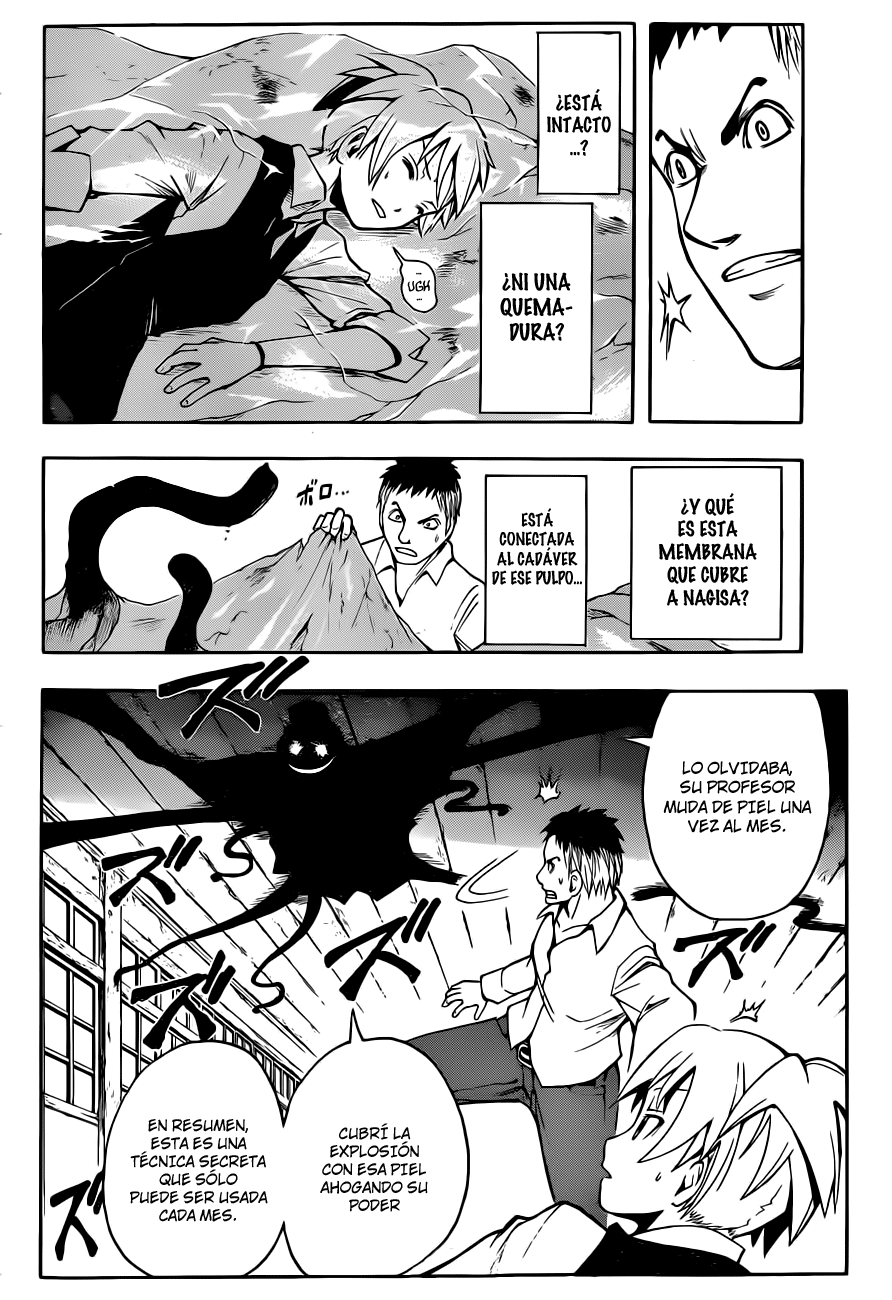 ¿ESTÁ
INTACTO
...?
¿NI UNA
QUEMA-
DURA?
...
UGH
...
¿Y QUÉ
ES ESTA
MEMBRANA
QUE CUBRE
A NAGISA?
ESTÁ
CONECTADA
AL CADÁVER
DE ESE PULPO...
ボロ...
LO OLVIDABA,
SU PROFESOR
MUDA DE PIEL UNA
VEZ AL MES.
ズ
ズ
ズ
ズ
ズ
ズ
CUBRÍ LA
EXPLOSIÓN
CON ESA PIEL
AHOGANDO SU
PODER
EN RESUMEN,
ESTA ES UNA
TÉCNICA SECRETA
QUE SÓLO
PUEDE SER USADA
CADA MES.